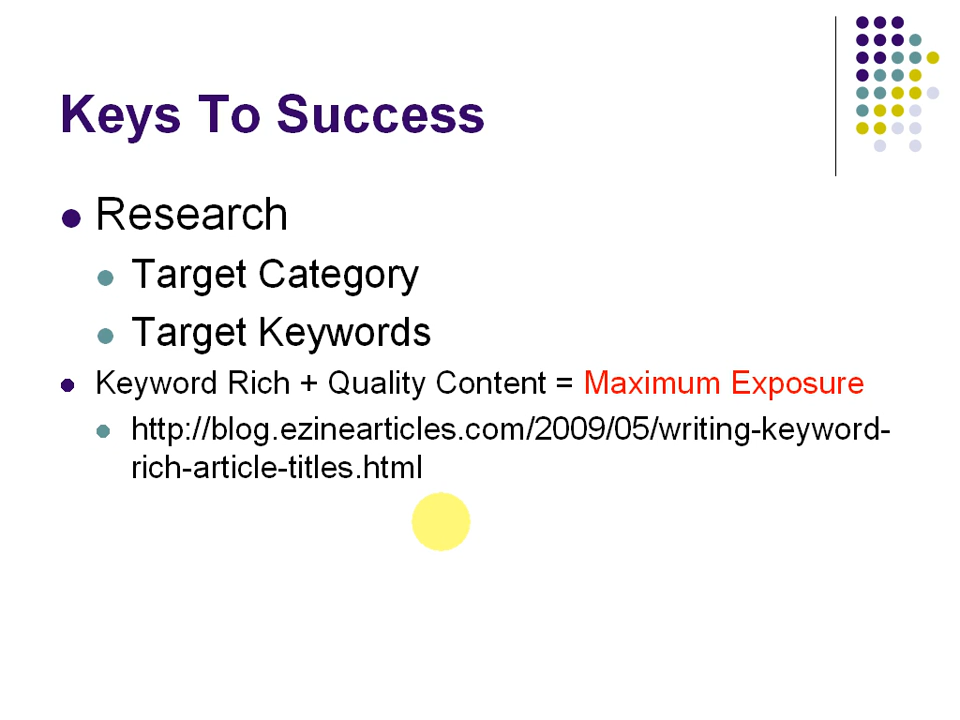 Keys To Success
Research
Target Category
Target Keywords
Keyword Rich + Quality Content = Maximum Exposure
http://blog.ezinearticles.com/2009/05/writing-keyword-
rich-article-titles.html